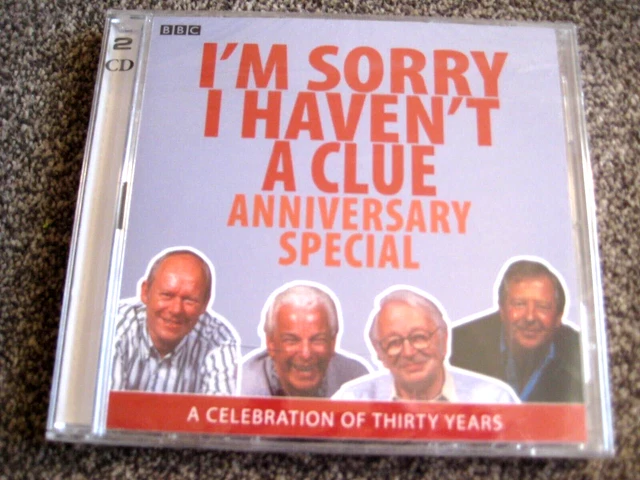 BBC
2
CD
I'M SORRY
I HAVEN'T
A CLUE
ANNIVERSARY
SPECIAL
A CELEBRATION OF THIRTY YEARS